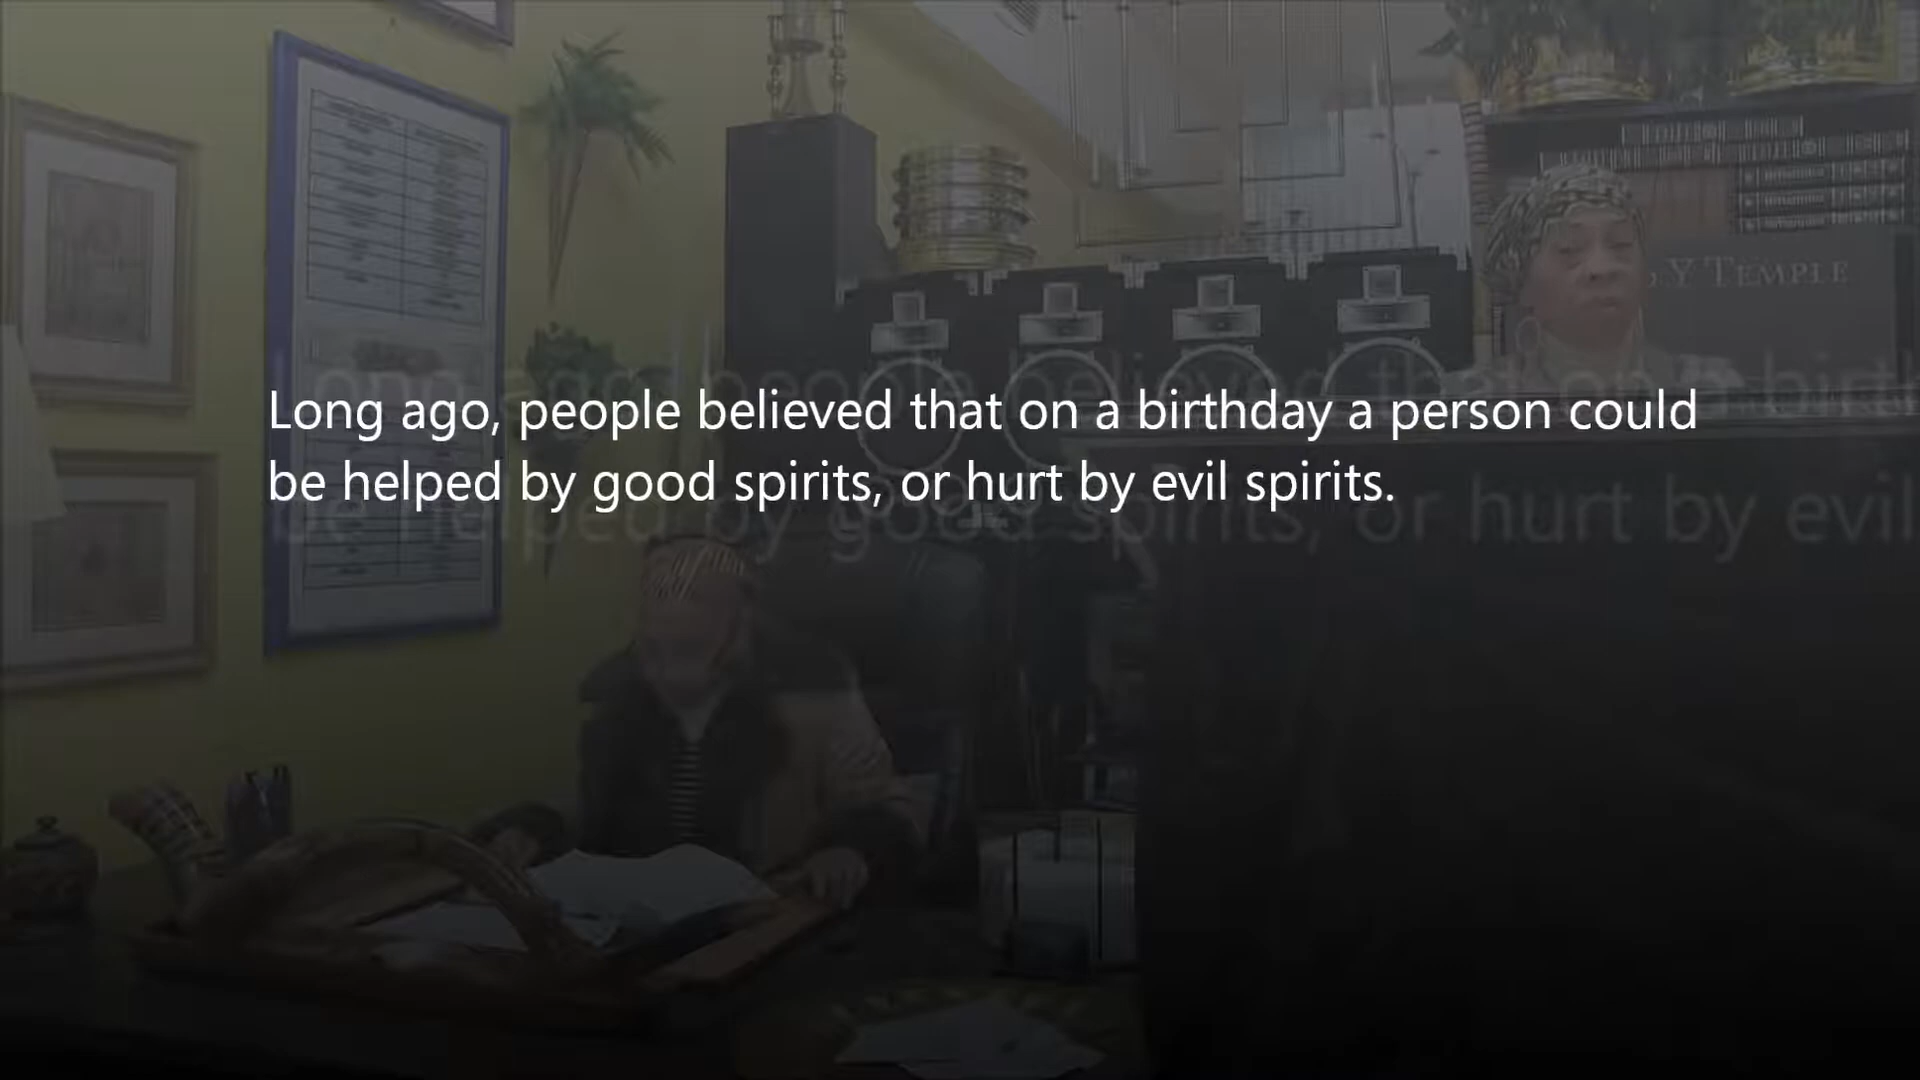 Y TEMPLE
Long ago, people believed that on a birthday a person could
be helped by good spirits, or hurt by evil spirits.